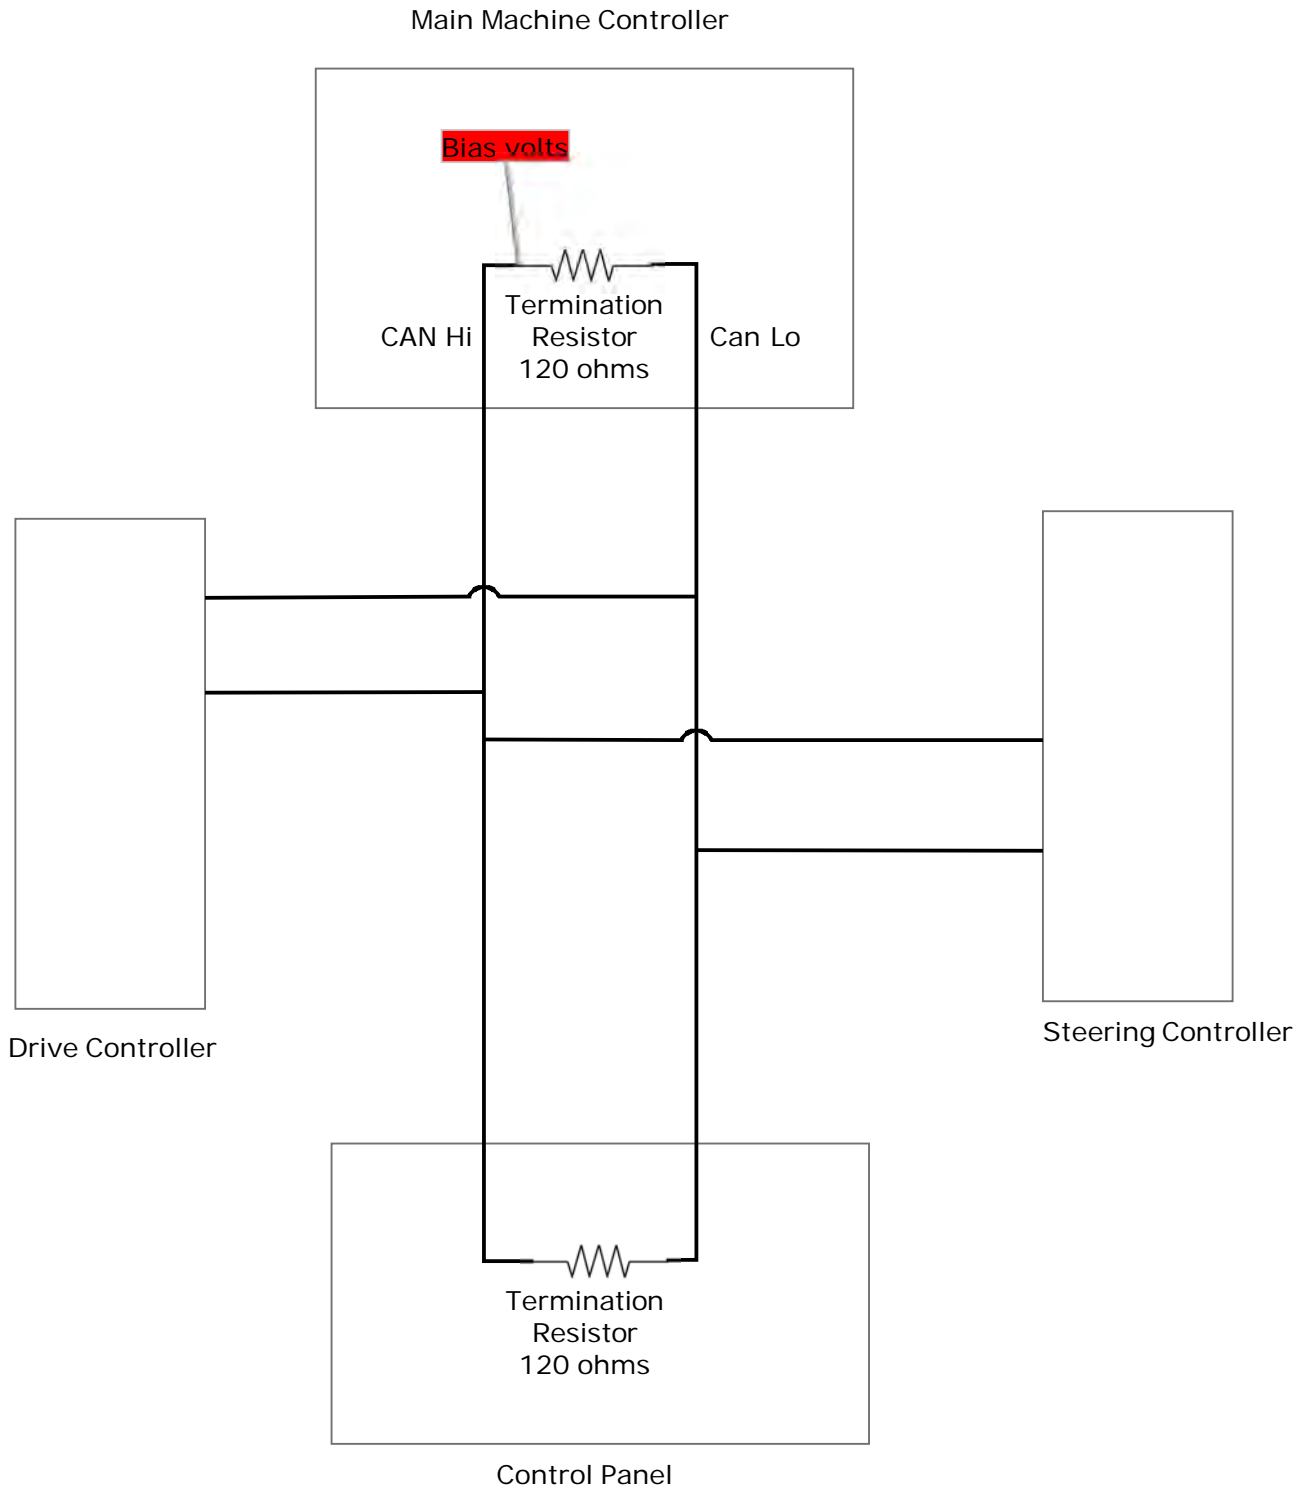 Main Machine Controller
Bias volts
Termination
Resistor
120 ohms
CAN Hi
Can Lo
Drive Controller
Steering Controller
Termination
Resistor
120 ohms
Control Panel